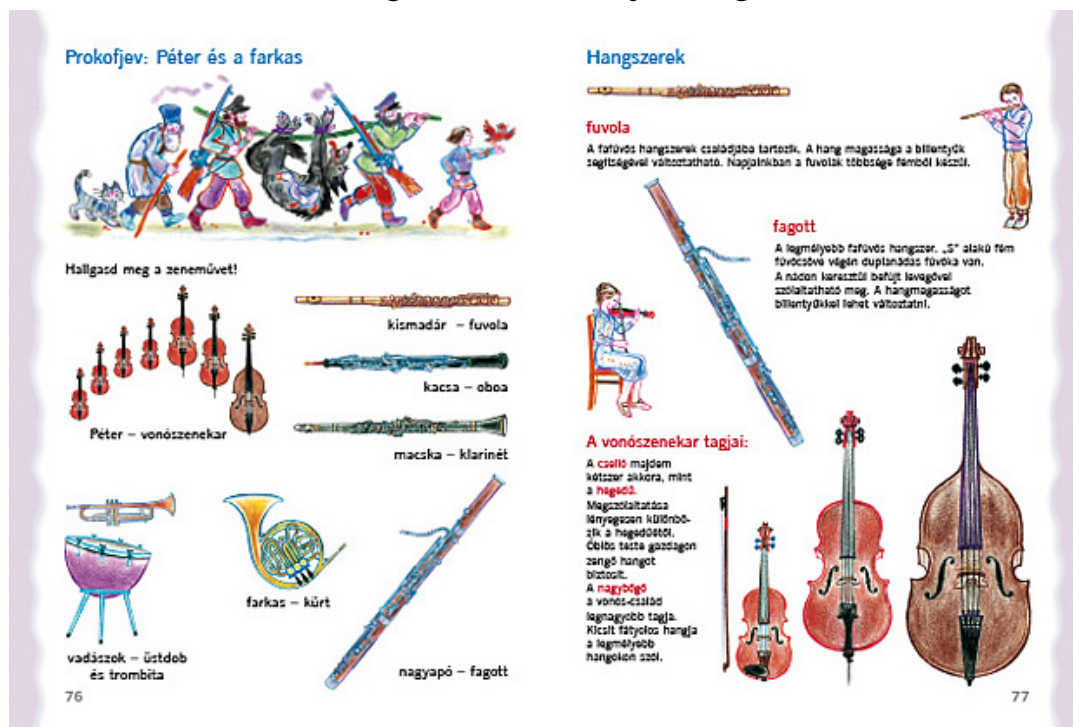 Prokofjev: Péter és a farkas
Hallgasd meg a zeneművet!
kismadár – fuvola
kacsa – oboa
Péter – vonószenekar
macska – klarinét
farkas – kürt
vadászok – üstdob
és trombita
nagyapó – fagott
76
Hangszerek
fuvola
A fafúvós hangszerek családjába tartozik. A hang magassága a billentyűk
segítségével változtatható. Napjainkban a fuvolák többsége fémből készül.
fagott
A legmélyebb fafúvós hangszer. „S" alakú fém
fúvócsöve végén duplanádas fúvóka van.
A nádon keresztül befújt levegővel
szólaltatható meg. A hangmagasságot
billentyűkkel lehet változtatni.
A vonószenekar tagjai:
A cselló majdem
kétszer akkora, mint
a hegedű.
Megszólaltatása
lényegesen különbö-
zik a hegedűétől.
Öblös teste gazdagon
zengő hangot
biztosít.
A nagybőgő
a vonós-család
legnagyobb tagja.
Kicsit fátyolos hangja
a legmélyebb
hangokon szól.
77